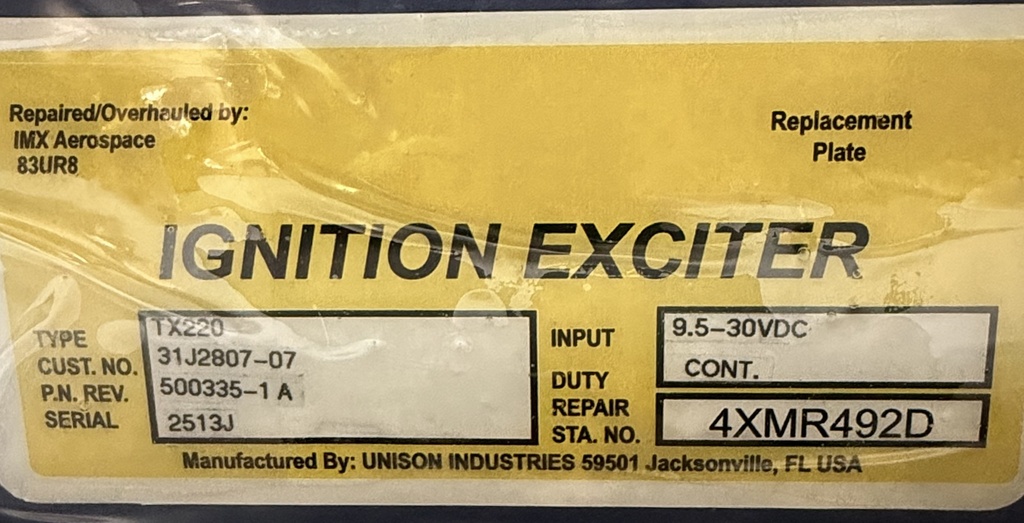 Repaired/Overhauled by:
IMX Aerospace
83UR8
Replacement
Plate
IGNITION EXCITER
TYPE TX220
CUST. NO. 31J2807-07
P.N. REV. 500335-1 A
SERIAL 2513J
INPUT 9.5-30VDC
DUTY CONT.
REPAIR
STA. NO. 4XMR492D
Manufactured By: UNISON INDUSTRIES 59501 Jacksonville, FL USA